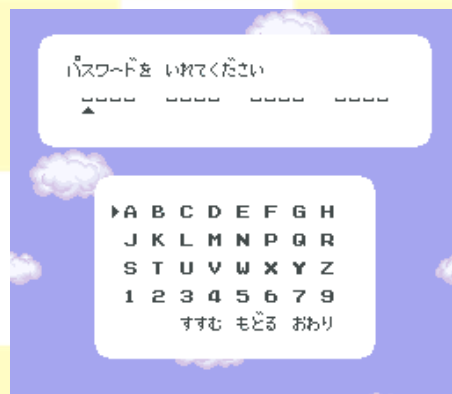 パスワードを いれてください
A B C D E F G H
J K L M N P Q R
S T U V W X Y Z
1 2 3 4 5 6 7 9
すすむ もどる おわり